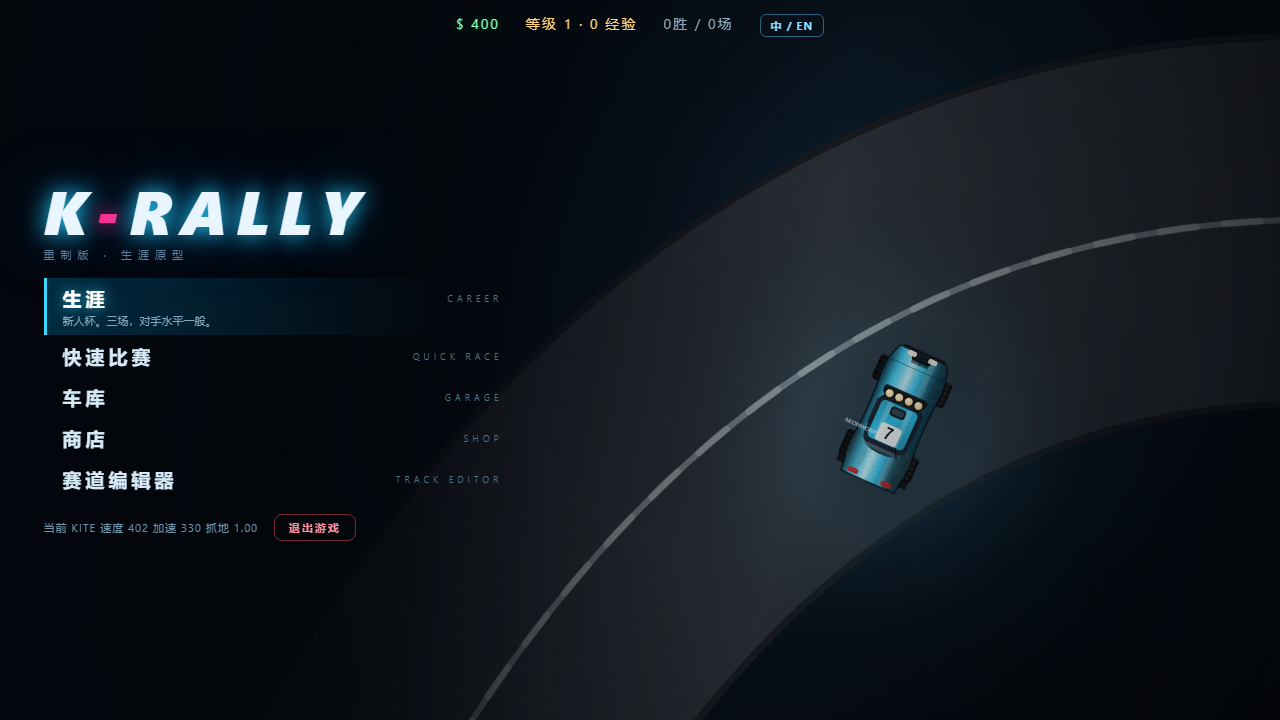 $ 400 等级 1 · 0 经验 0胜 / 0场 中 / EN
K-RALLY
重制版 · 生涯原型
生涯 CAREER
新人杯。三场，对手水平一般。
快速比赛 QUICK RACE
车库 GARAGE
商店 SHOP
赛道编辑器 TRACK EDITOR
当前 KITE 速度 402 加速 330 抓地 1.00 退出游戏
7